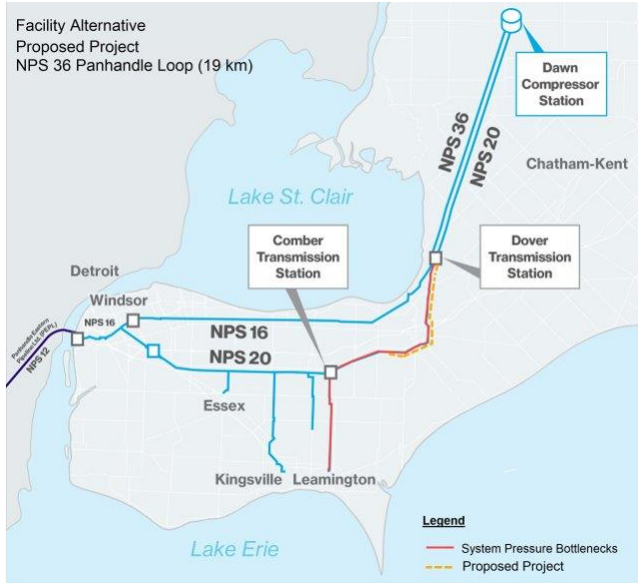 Facility Alternative
Proposed Project
NPS 36 Panhandle Loop (19 km)
Dawn
Compressor
Station
NPS 36
NPS 20
Chatham-Kent
Lake St. Clair
Comber
Transmission
Station
Dover
Transmission
Station
Detroit
Windsor
NPS 16
NPS 16
Panhandle Eastern
Pipeline Ltd. (PEPL)
NPS 12
NPS 20
Essex
Kingsville
Leamington
Lake Erie
Legend
System Pressure Bottlenecks
Proposed Project